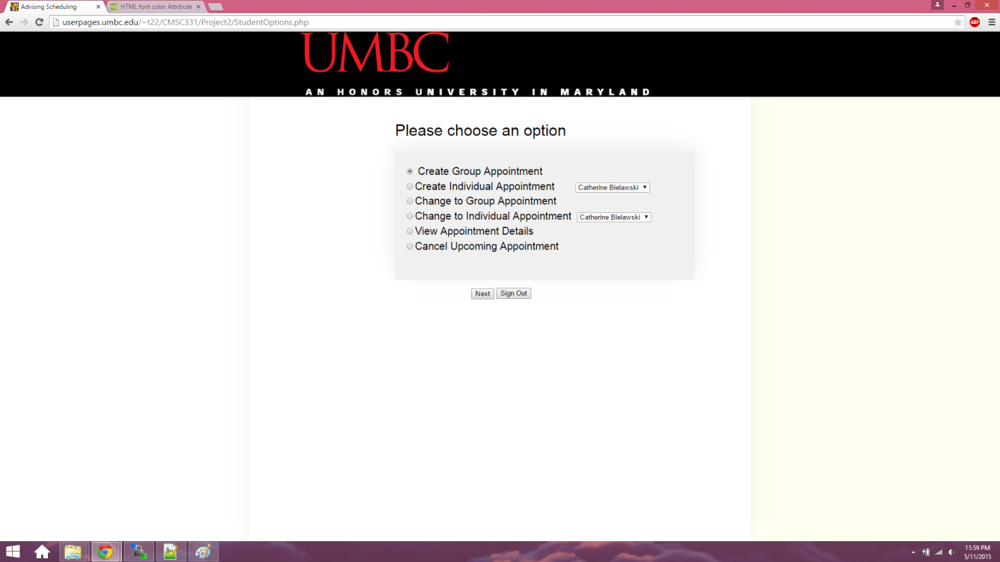 Advising Scheduling
HTML font color Attribute
userpages.umbc.edu/~t22/CMSC331/Project2/StudentOptions.php
ABP
UMBC
AN HONORS UNIVERSITY IN MARYLAND
Please choose an option
Create Group Appointment
Create Individual Appointment Catherine Bielawski
Change to Group Appointment
Change to Individual Appointment Catherine Bielawski
View Appointment Details
Cancel Upcoming Appointment
Next Sign Out
11:59 PM
5/11/2015